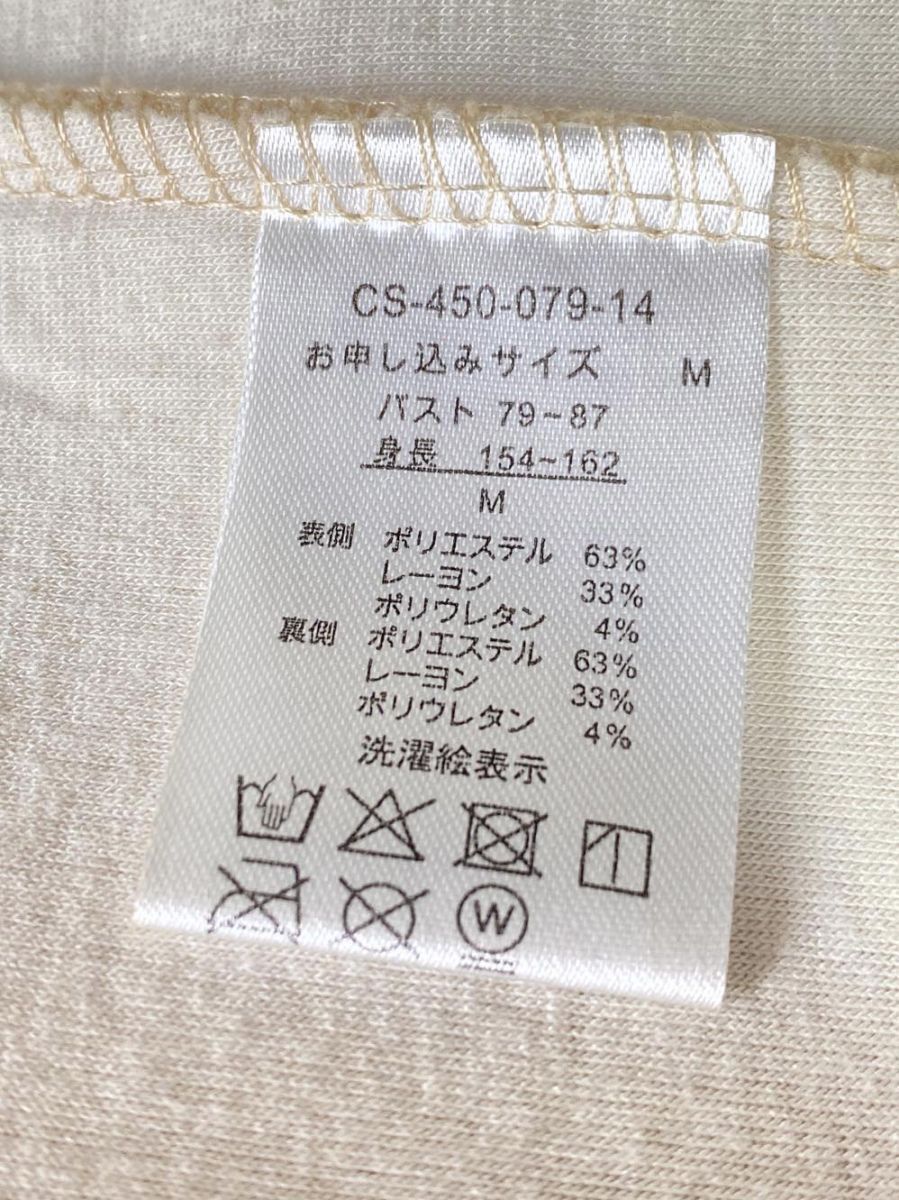 CS-450-079-14
お申し込みサイズ M
バスト 79~87
身長 154~162
M
表側 ポリエステル 63%
レーヨン 33%
ポリウレタン 4%
裏側 ポリエステル 63%
レーヨン 33%
ポリウレタン 4%
洗濯絵表示
W